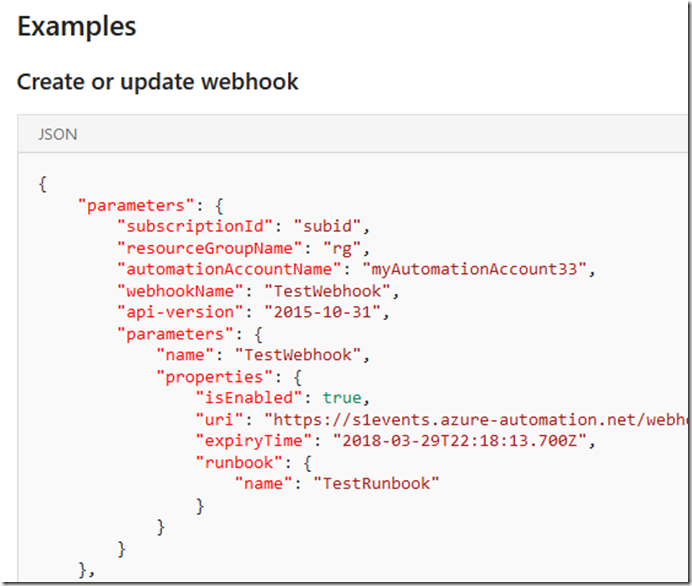 Examples
Create or update webhook
JSON
{
"parameters": {
"subscriptionId": "subid",
"resourceGroupName": "rg",
"automationAccountName": "myAutomationAccount33",
"webhookName": "TestWebhook",
"api-version": "2015-10-31",
"parameters": {
"name": "TestWebhook",
"properties": {
"isEnabled": true,
"uri": "https://s1events.azure-automation.net/webh
"expiryTime": "2018-03-29T22:18:13.700Z",
"runbook": {
"name": "TestRunbook"
}
}
}
},